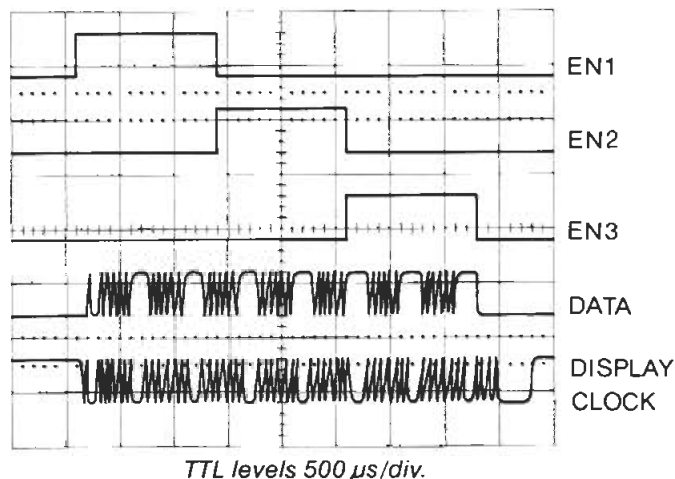 EN1
EN2
EN3
DATA
DISPLAY
CLOCK
TTL levels 500 µs/div.